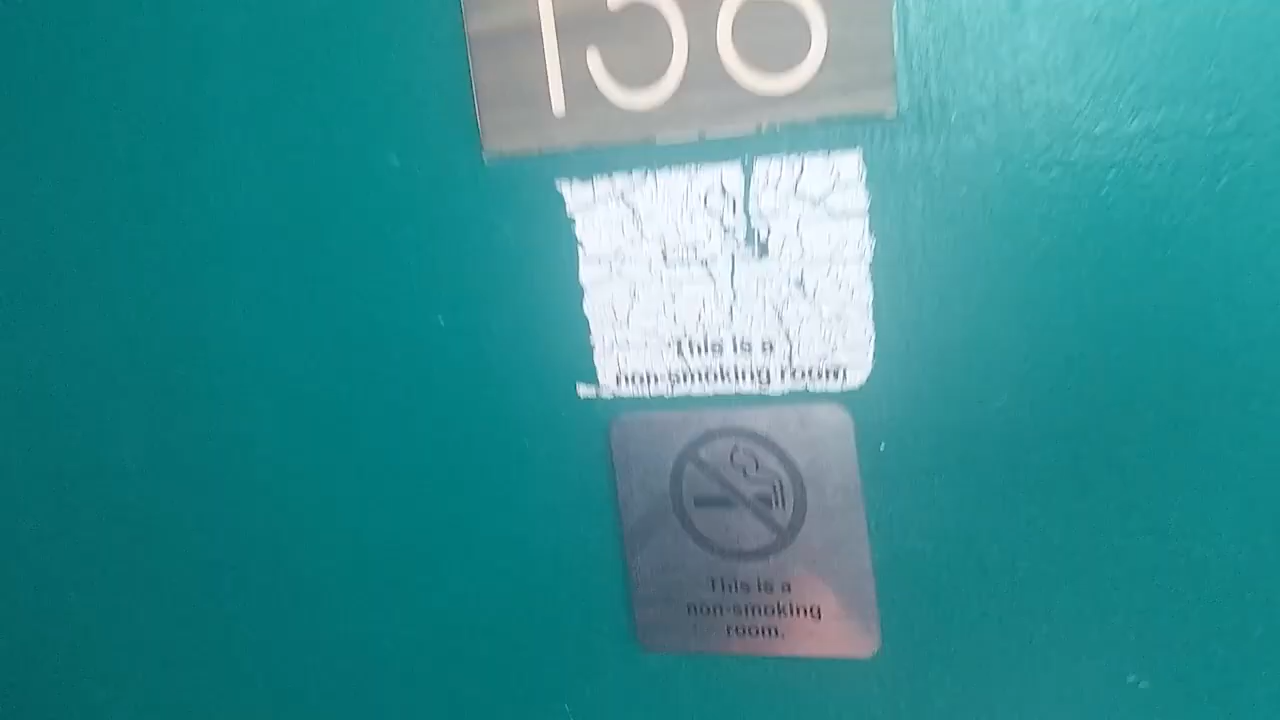 This is a
non-smoking room
This is a
non-smoking
room.